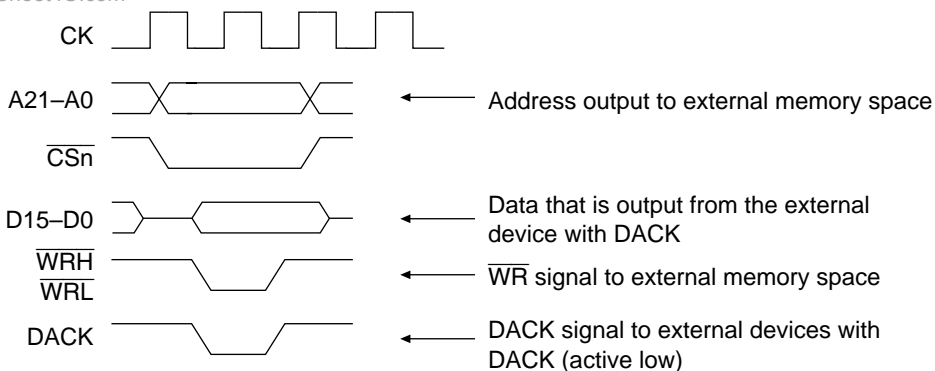 CK
A21–A0
Address output to external memory space
CSn
D15–D0
Data that is output from the external
device with DACK
WRH
WRL
WR signal to external memory space
DACK
DACK signal to external devices with
DACK (active low)